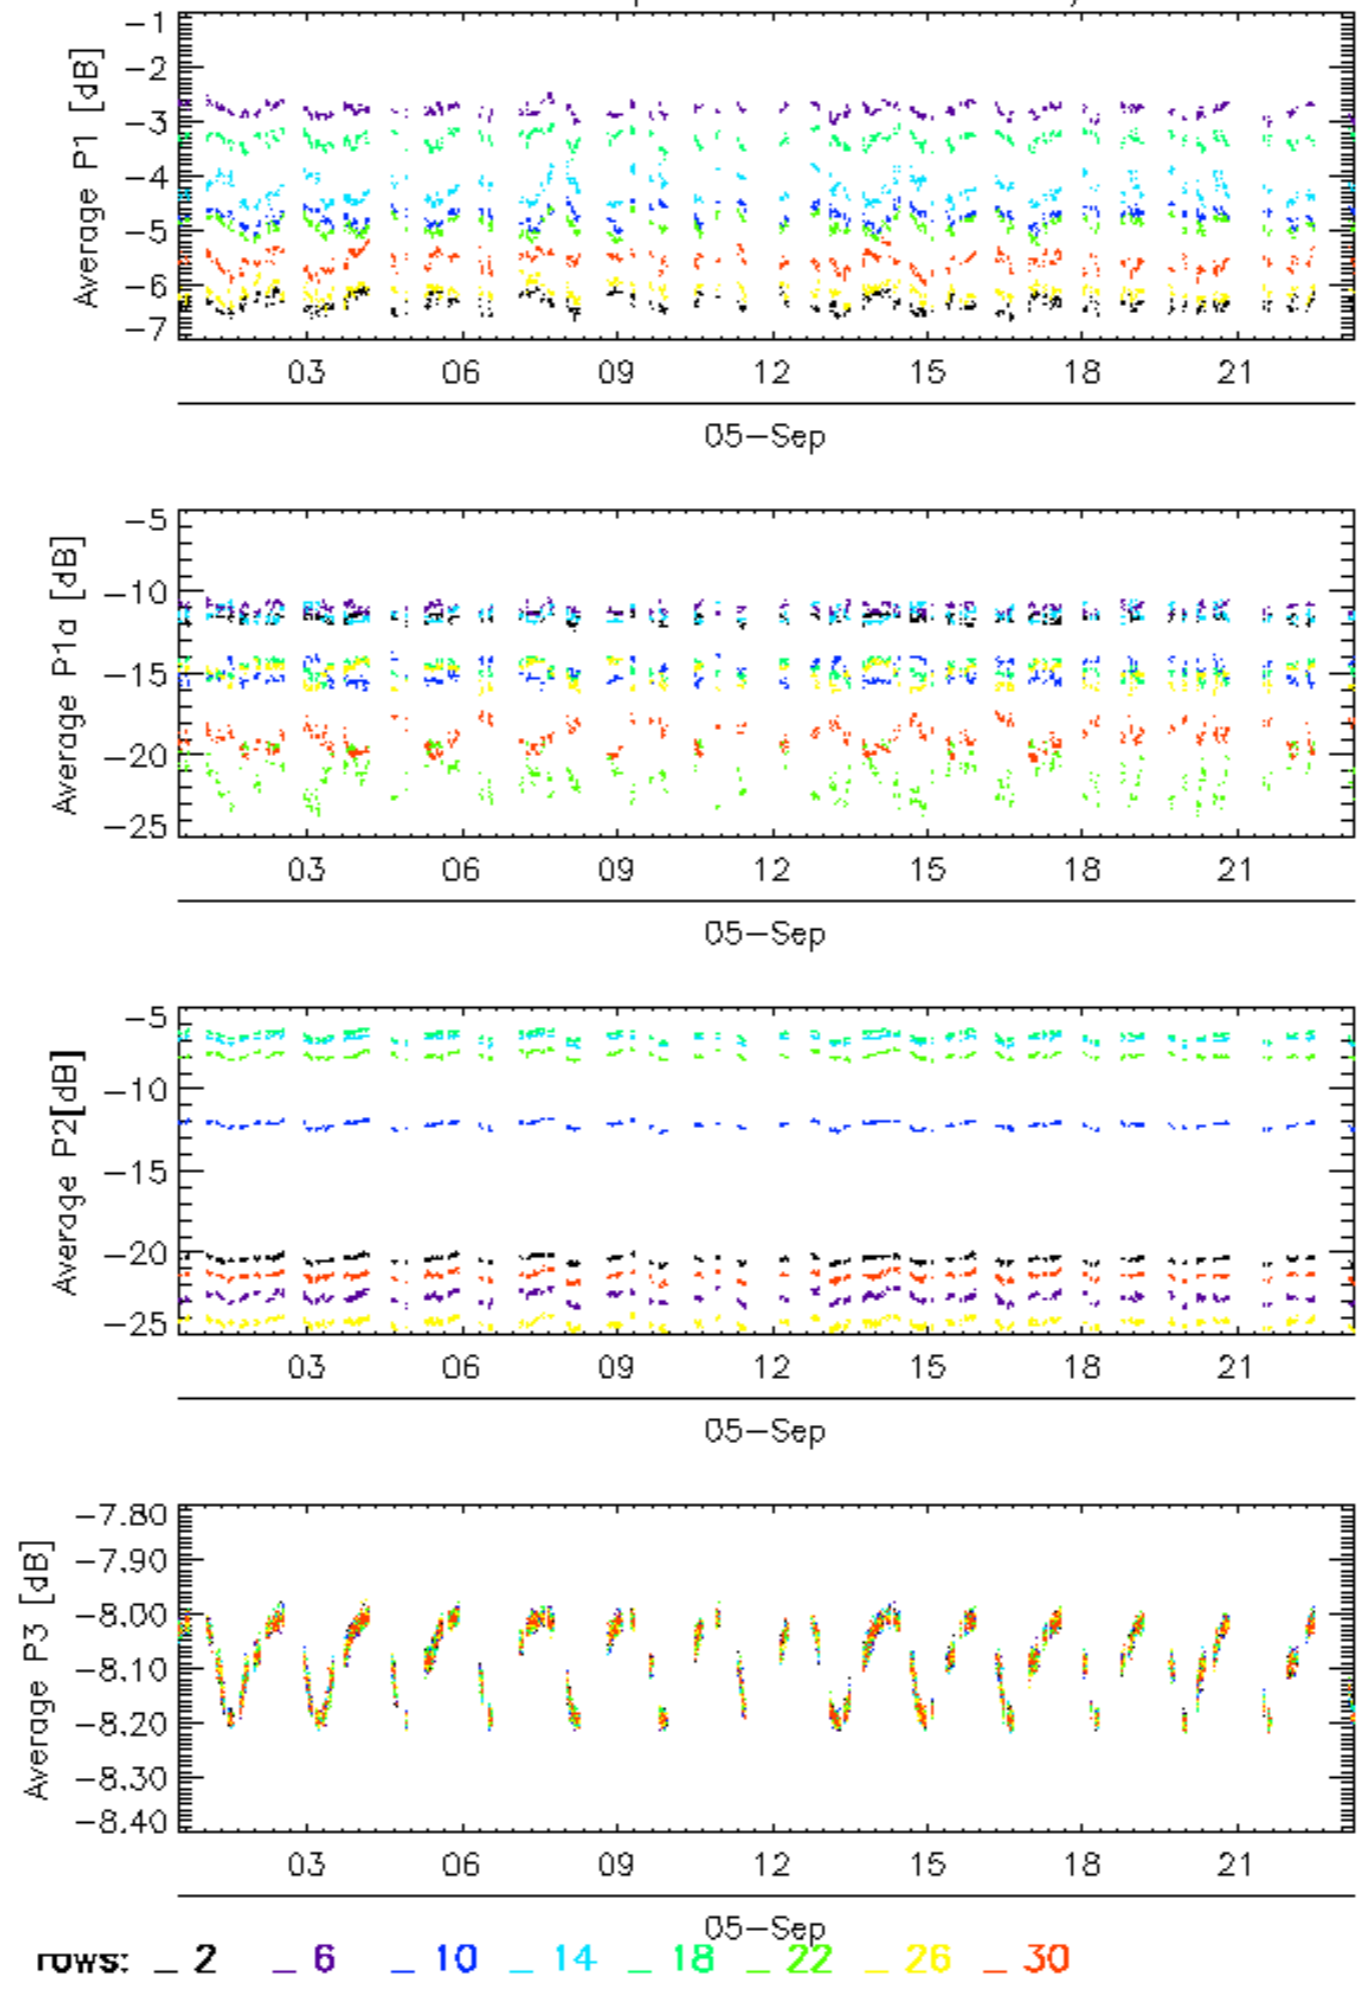 Average P1 [dB]
-1
-2
-3
-4
-5
-6
-7
03 06 09 12 15 18 21
05-Sep
Average P1a [dB]
-5
-10
-15
-20
-25
03 06 09 12 15 18 21
05-Sep
Average P2[dB]
-5
-10
-15
-20
-25
03 06 09 12 15 18 21
05-Sep
Average P3 [dB]
-7.80
-7.90
-8.00
-8.10
-8.20
-8.30
-8.40
03 06 09 12 15 18 21
05-Sep
rows: _ 2 _ 6 _ 10 _ 14 _ 18 _ 22 _ 26 _ 30